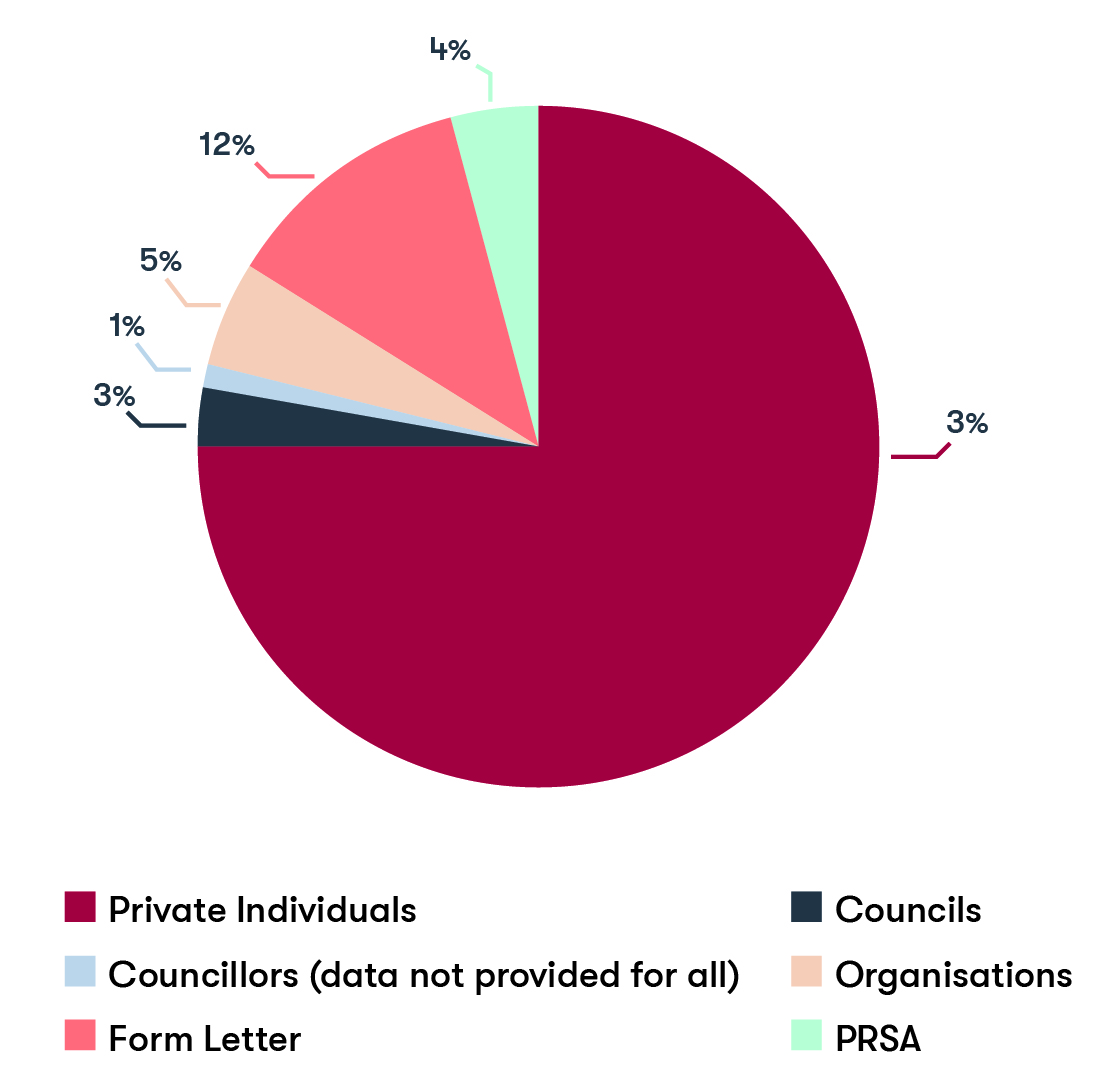 4%
12%
5%
1%
3%
3%
Private Individuals
Councils
Councillors (data not provided for all)
Organisations
Form Letter
PRSA